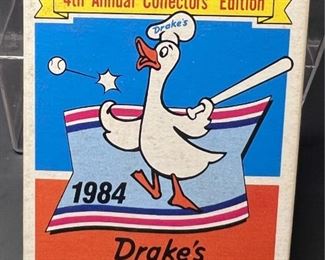 4th Annual Collectors' Edition
Drake's
1984
Drake's